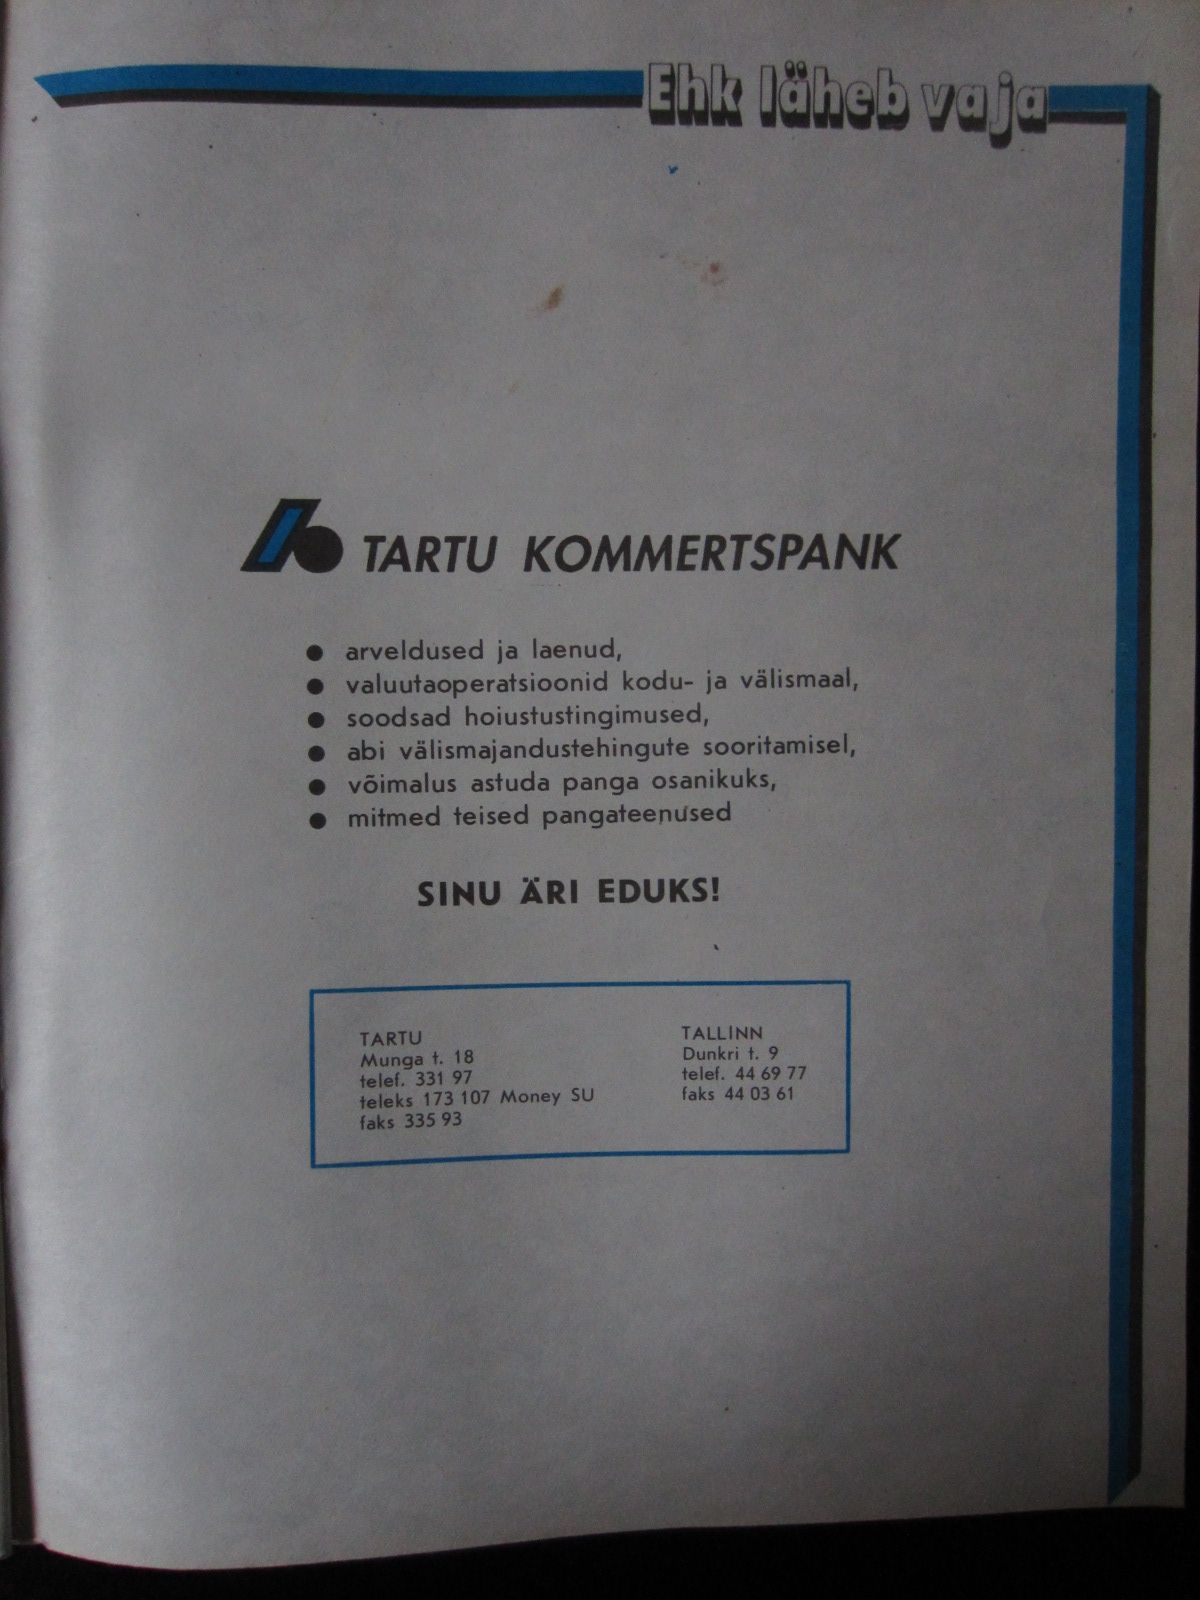 Ehk läheb vaja
TARTU KOMMERTSPANK
● arveldused ja laenud,
● valuutaoperatsioonid kodu- ja välismaal,
● soodsad hoiustustingimused,
● abi välismajandustehingute sooritamisel,
● võimalus astuda panga osanikuks,
● mitmed teised pangateenused
SINU ÄRI EDUKS!
TARTU
Munga t. 18
telef. 331 97
teleks 173 107 Money SU
faks 335 93
TALLINN
Dunkri t. 9
telef. 44 69 77
faks 44 03 61